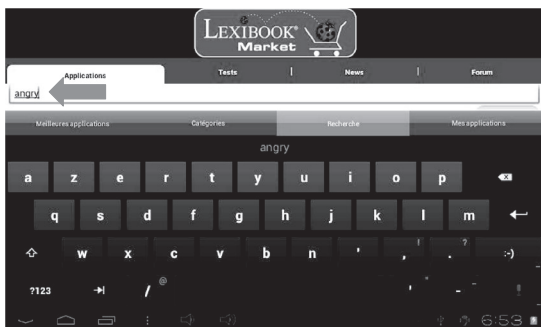 LEXIBOOK®
Market
Applications Tests | News | Forum
angry
Meilleures applications Catégories Recherche Mes applications
angry
a z e r t y u i o p
q s d f g h j k l m
w x c v b n ' , ! . ? :-)
?123 / @ ' " - _ !
6:53